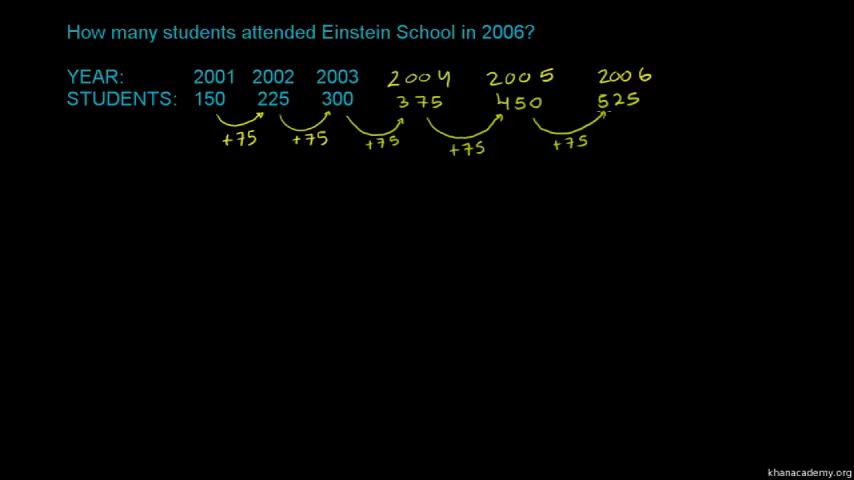 How many students attended Einstein School in 2006?
YEAR: 2001 2002 2003 2004 2005 2006
STUDENTS: 150 225 300 375 450 525
+75 +75 +75 +75 +75
khanacademy.org